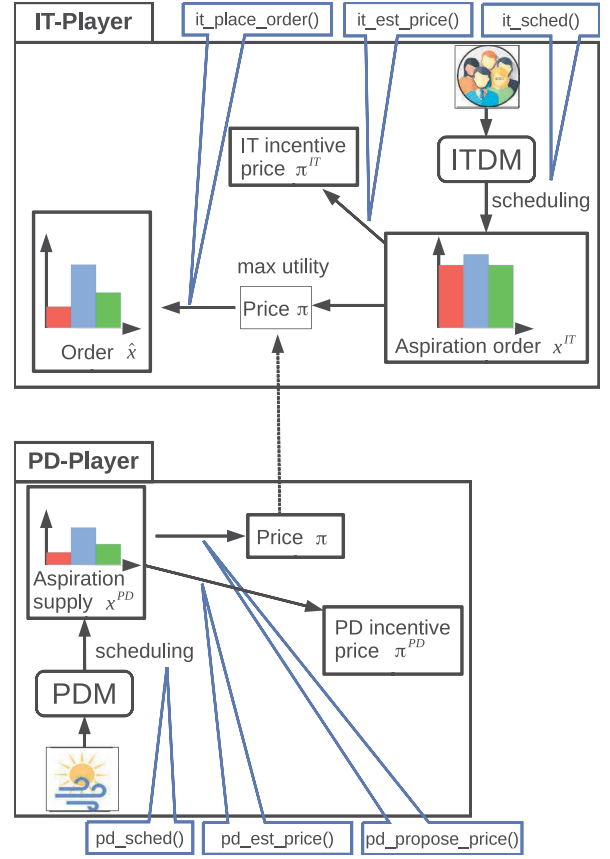 IT-Player
it_place_order()
it_est_price()
it_sched()
IT incentive
price π^IT
ITDM
scheduling
max utility
Price π
Order x̂
Aspiration order x^IT
PD-Player
Price π
Aspiration
supply x^PD
PD incentive
price π^PD
scheduling
PDM
pd_sched()
pd_est_price()
pd_propose_price()